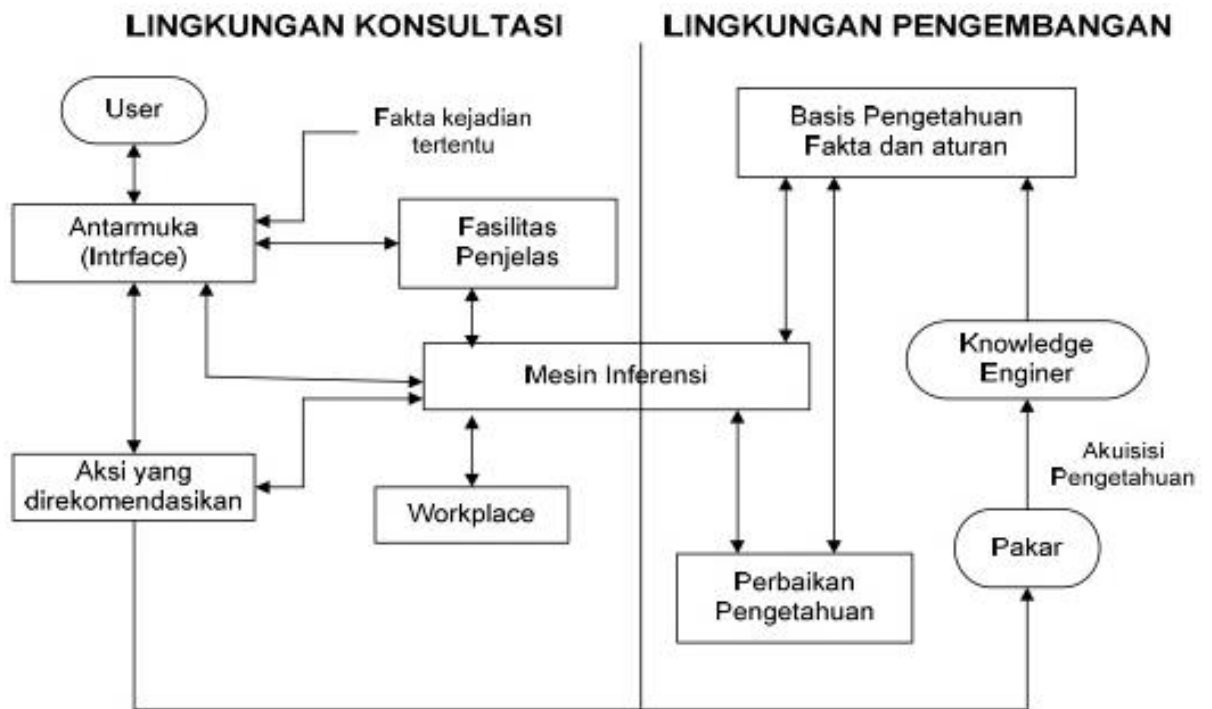 LINGKUNGAN KONSULTASI
LINGKUNGAN PENGEMBANGAN
User
Fakta kejadian
tertentu
Basis Pengetahuan
Fakta dan aturan
Antarmuka
(Intrface)
Fasilitas
Penjelas
Mesin Inferensi
Knowledge
Enginer
Aksi yang
direkomendasikan
Workplace
Akuisisi
Pengetahuan
Pakar
Perbaikan
Pengetahuan